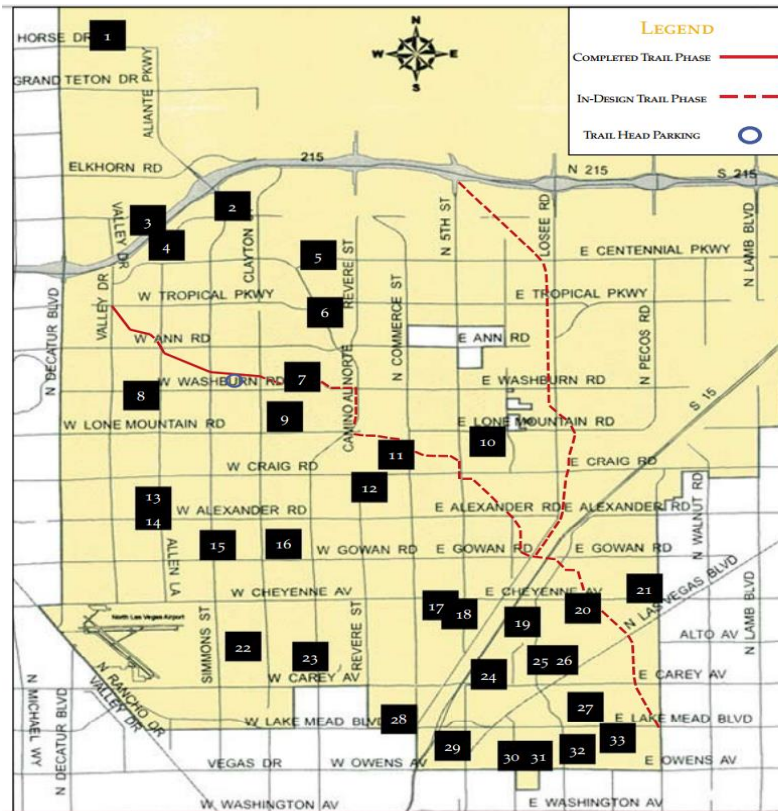 LEGEND
COMPLETED TRAIL PHASE
IN-DESIGN TRAIL PHASE
TRAIL HEAD PARKING
N
W E
S
HORSE DR
1
GRAND TETON DR
ALIANTE PKWY
ELKHORN RD
215
N 215
S 215
2
3
4
VALLEY DR
CLAYTON
5
REVERE ST
N 5TH ST
LOSEE RD
E CENTENNIAL PKWY
N LAMB BLVD
W TROPICAL PKWY
E TROPICAL PKWY
6
VALLEY DR
N DECATUR BLVD
N COMMERCE ST
N PECOS RD
W ANN RD
E ANN RD
W WASHBURN RD
7
E WASHBURN RD
8
CAMINO AL NORTE
S 15
9
W LONE MOUNTAIN RD
E LONE MOUNTAIN RD
10
11
W CRAIG RD
E CRAIG RD
12
13
14
W ALEXANDER RD
E ALEXANDER RD
E ALEXANDER RD
N WALNUT RD
ALLEN LA
15
16
W GOWAN RD
E GOWAN RD
E GOWAN RD
W CHEYENNE AV
E CHEYENNE AV
21
N LAS VEGAS BLVD
17
18
19
20
North Las Vegas Airport
SIMMONS ST
REVERE ST
N LAMB BLVD
ALTO AV
22
23
25 26
24
W CAREY AV
E CAREY AV
N RANCHO DR
VALLEY DR
N MICHAEL WY
N DECATUR BLVD
27
W LAKE MEAD BLVD
28
E LAKE MEAD BLVD
29
30 31
32
33
VEGAS DR
W OWENS AV
E OWENS AV
W WASHINGTON AV
E WASHINGTON AV